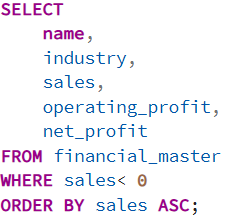 SELECT
    name,
    industry,
    sales,
    operating_profit,
    net_profit
FROM financial_master
WHERE sales< 0
ORDER BY sales ASC;